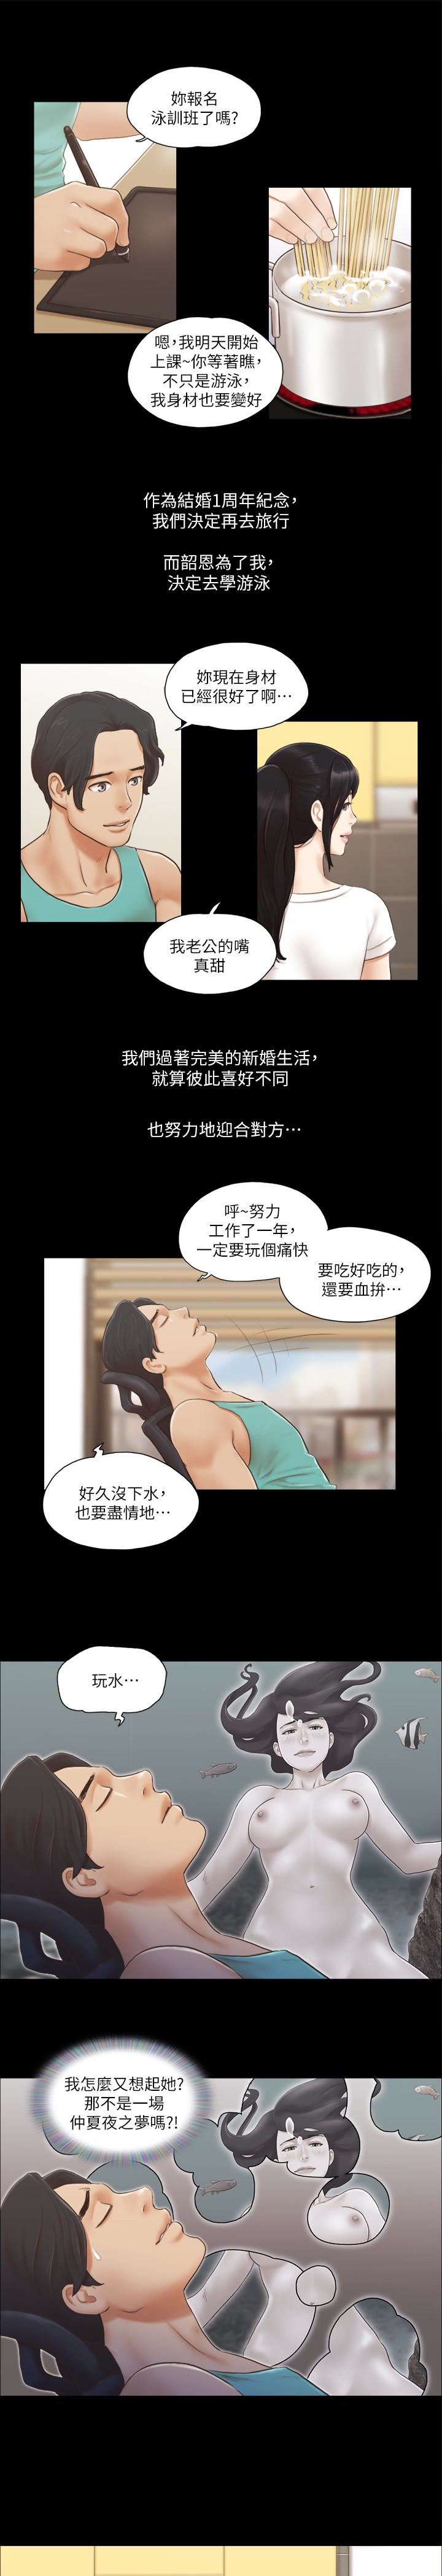 妳報名
泳訓班了嗎?
嗯,我明天開始
上課~你等著瞧,
不只是游泳,
我身材也要變好
作為結婚1周年紀念,
我們決定再去旅行
而韶恩為了我,
決定去學游泳
妳現在身材
已經很好了啊…
我老公的嘴
真甜
我們過著完美的新婚生活,
就算彼此喜好不同
也努力地迎合對方…
呼~努力
工作了一年,
一定要玩個痛快
要吃好吃的,
還要血拚…
好久沒下水,
也要盡情地…
玩水…
我怎麼又想起她?
那不是一場
仲夏夜之夢嗎?!